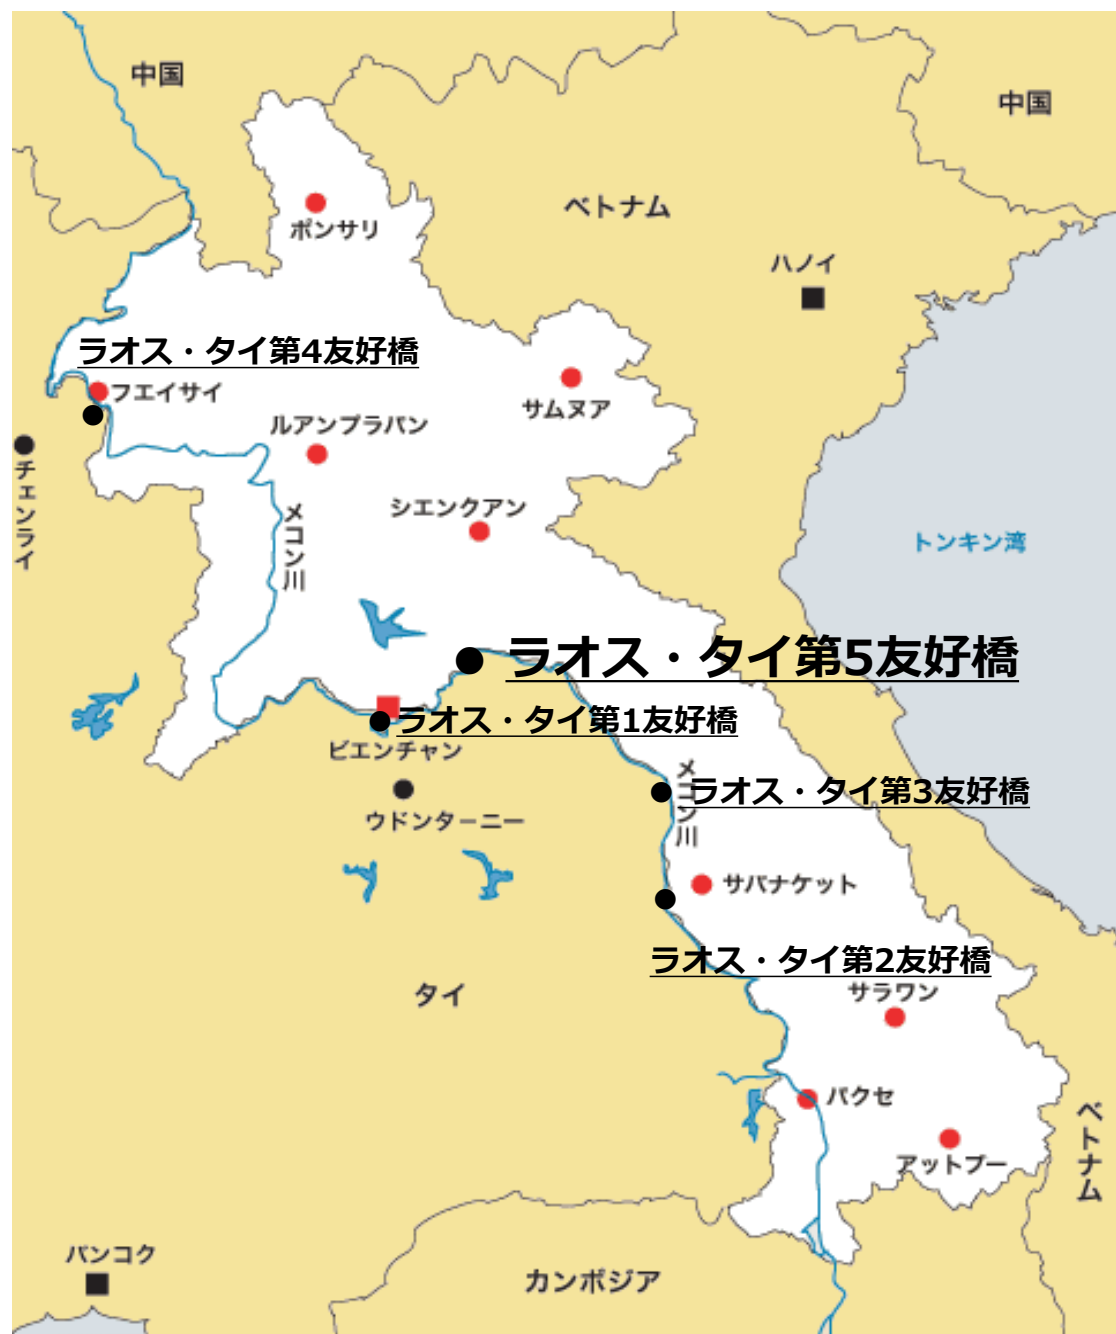 中国
中国
ベトナム
ポンサリ
ハノイ
ラオス・タイ第4友好橋
フエイサイ
サムヌア
ルアンプラバン
チェンライ
シエンクアン
メコン川
トンキン湾
ラオス・タイ第5友好橋
ラオス・タイ第1友好橋
ビエンチャン
メコン川
ラオス・タイ第3友好橋
ウドンターニー
サバナケット
ラオス・タイ第2友好橋
タイ
サラワン
パクセ
ベトナム
アットプー
バンコク
カンボジア